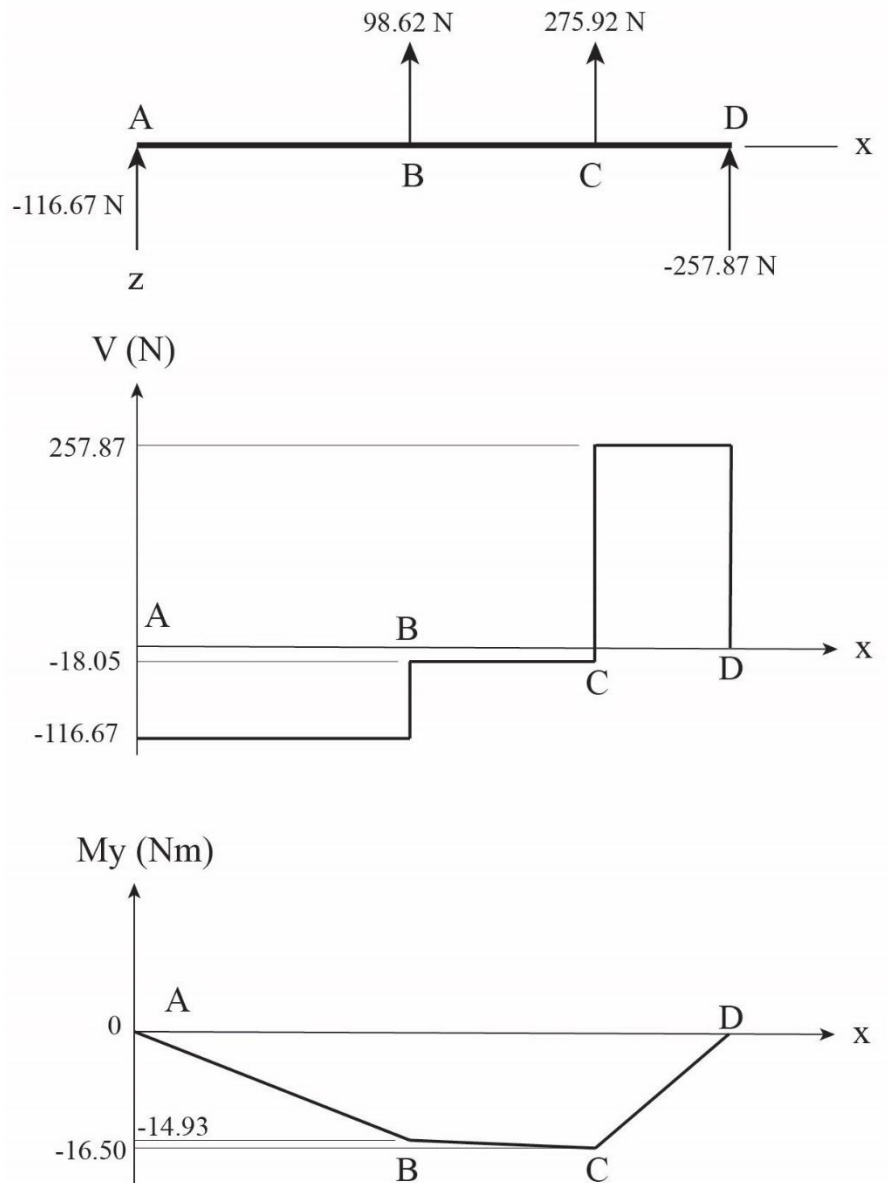 98.62 N 275.92 N
A D
x
B C
-116.67 N
-257.87 N
z
V (N)
257.87
A B
x
-18.05
C D
-116.67
My (Nm)
A D
0 x
-14.93
-16.50
B C